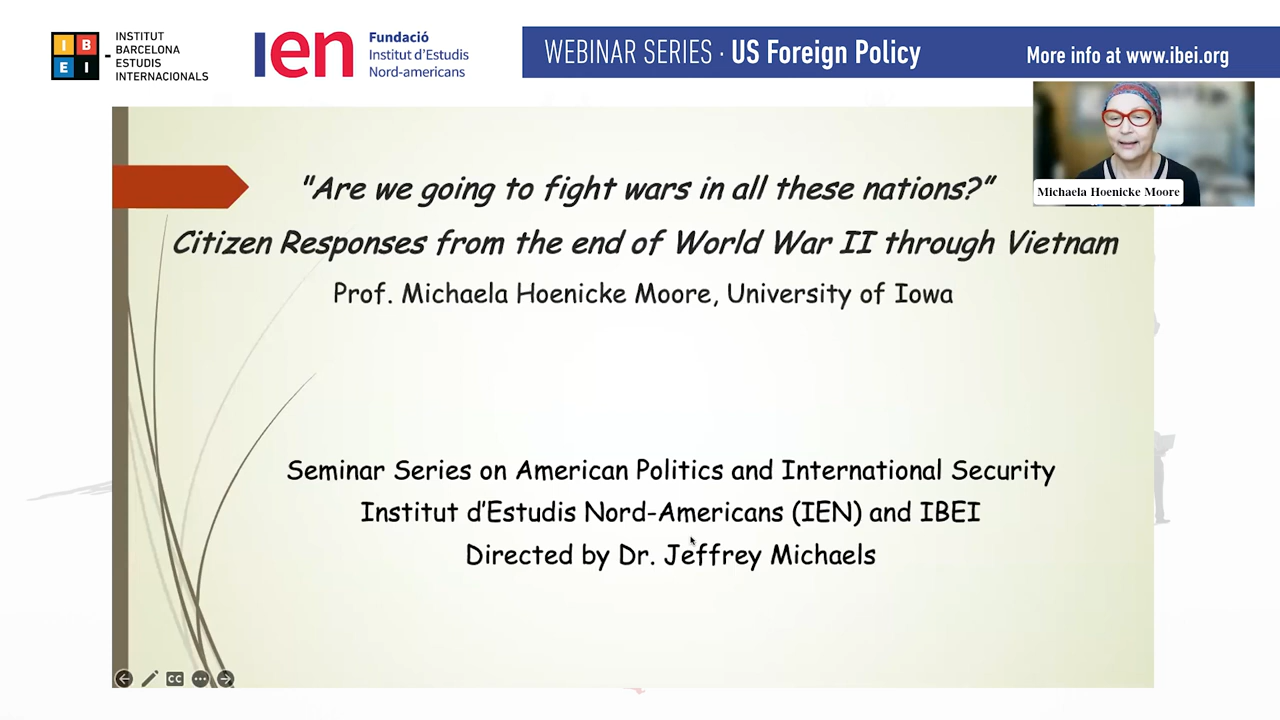 I B
E I
INSTITUT
BARCELONA
ESTUDIS
INTERNACIONALS
ien
Fundació
Institut d'Estudis
Nord-americans
WEBINAR SERIES · US Foreign Policy
More info at www.ibei.org
Michaela Hoenicke Moore
"Are we going to fight wars in all these nations?"
Citizen Responses from the end of World War II through Vietnam
Prof. Michaela Hoenicke Moore, University of Iowa
Seminar Series on American Politics and International Security
Institut d'Estudis Nord-Americans (IEN) and IBEI
Directed by Dr. Jeffrey Michaels
CC